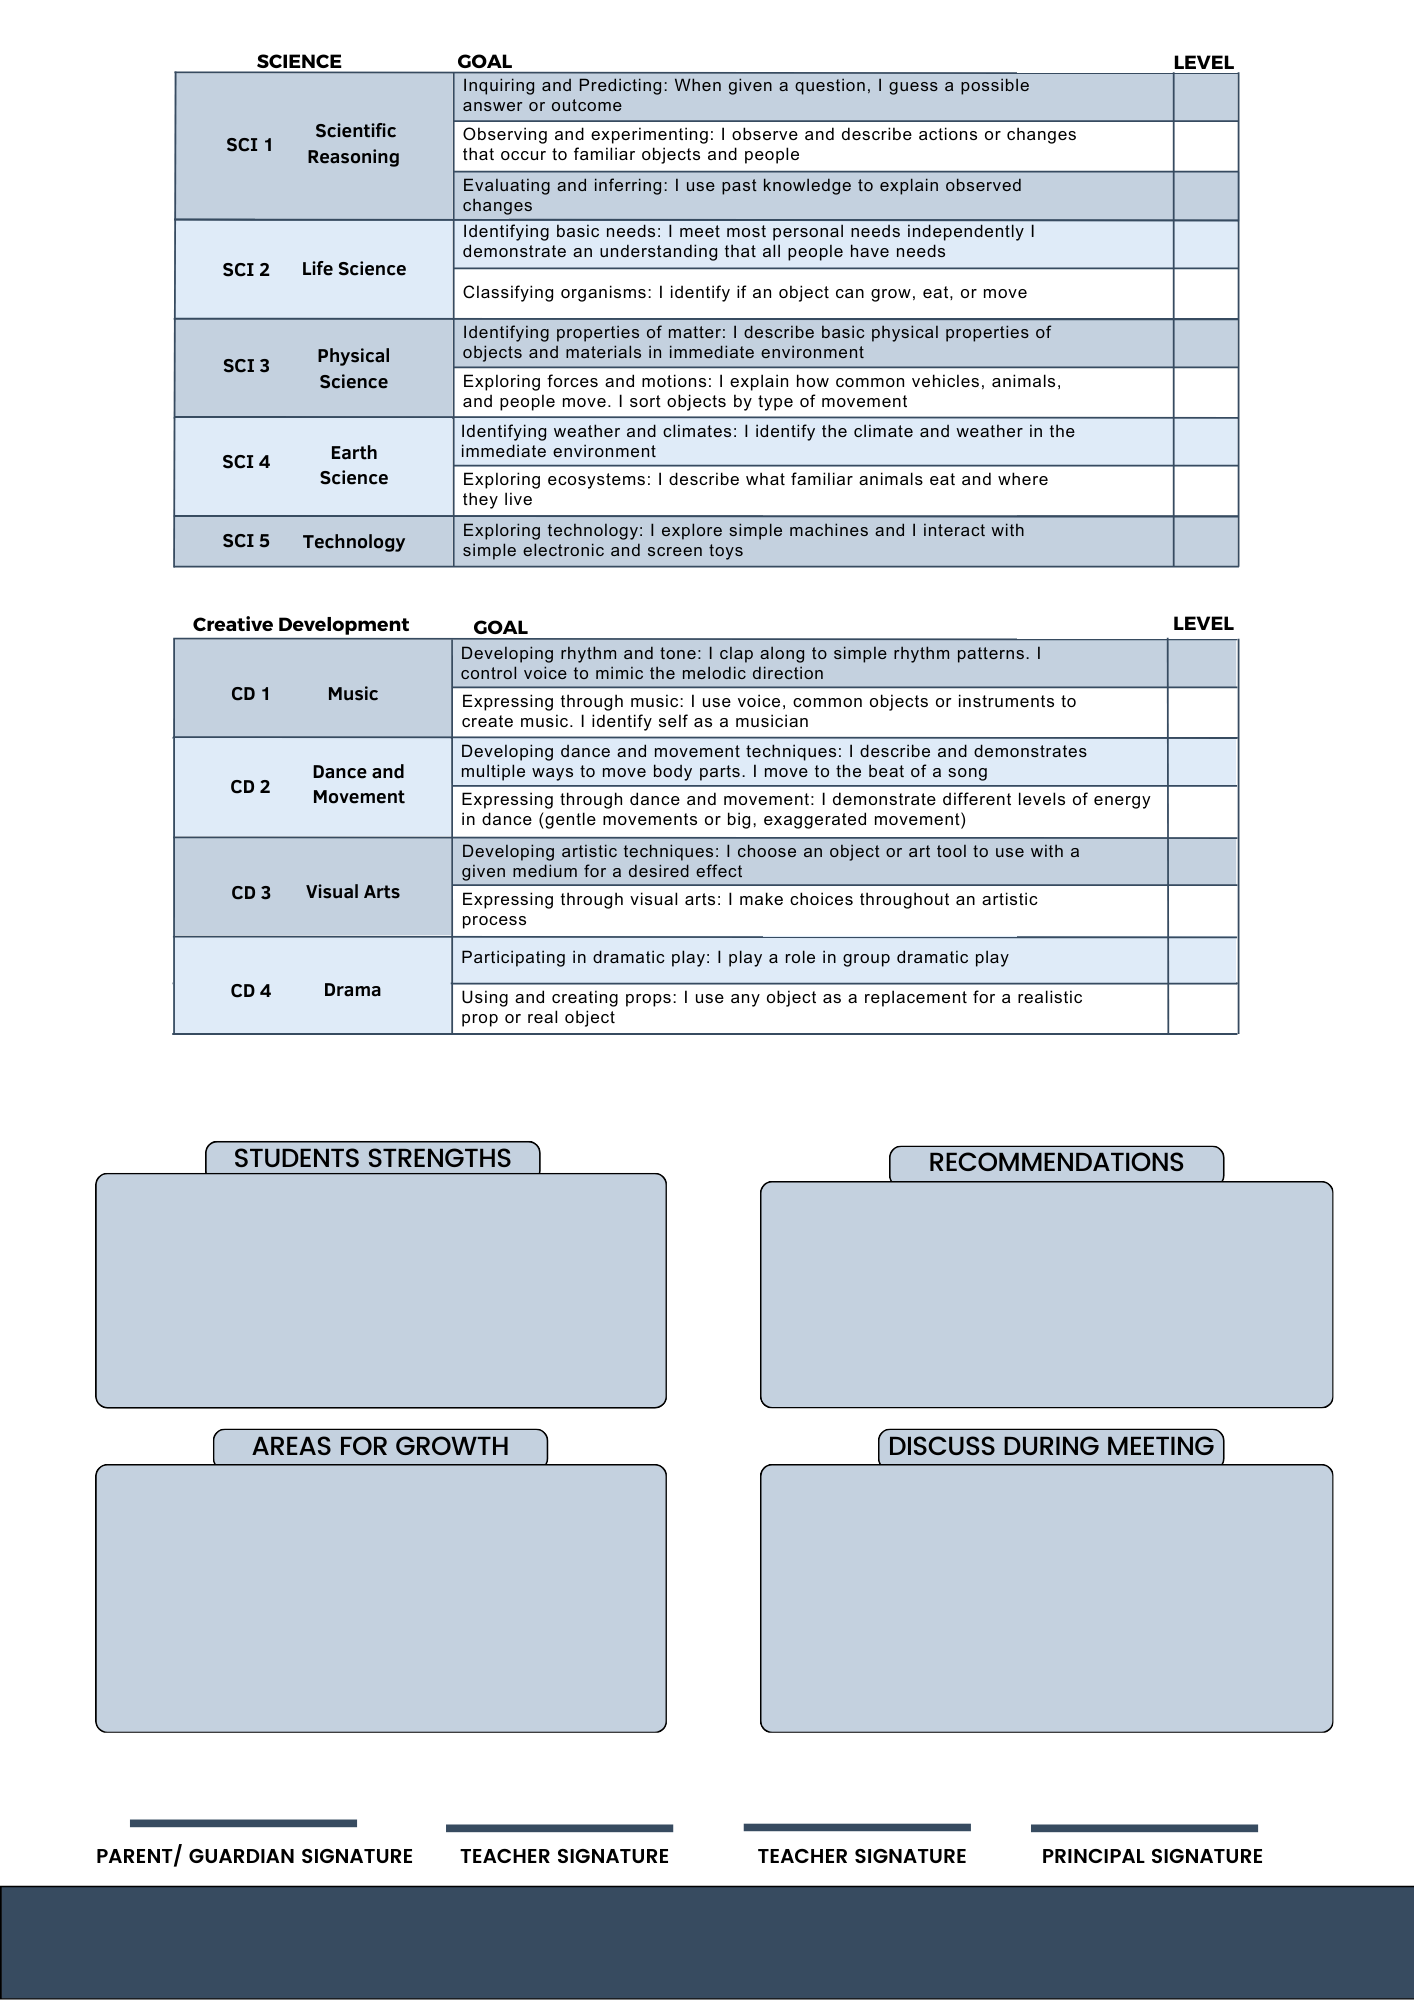 SCIENCE GOAL LEVEL
SCI 1 Scientific
Reasoning
Inquiring and Predicting: When given a question, I guess a possible
answer or outcome
Observing and experimenting: I observe and describe actions or changes
that occur to familiar objects and people
Evaluating and inferring: I use past knowledge to explain observed
changes
SCI 2 Life Science
Identifying basic needs: I meet most personal needs independently I
demonstrate an understanding that all people have needs
Classifying organisms: I identify if an object can grow, eat, or move
SCI 3 Physical
Science
Identifying properties of matter: I describe basic physical properties of
objects and materials in immediate environment
Exploring forces and motions: I explain how common vehicles, animals,
and people move. I sort objects by type of movement
SCI 4 Earth
Science
Identifying weather and climates: I identify the climate and weather in the
immediate environment
Exploring ecosystems: I describe what familiar animals eat and where
they live
SCI 5 Technology
Exploring technology: I explore simple machines and I interact with
simple electronic and screen toys
Creative Development GOAL LEVEL
CD 1 Music
Developing rhythm and tone: I clap along to simple rhythm patterns. I
control voice to mimic the melodic direction
Expressing through music: I use voice, common objects or instruments to
create music. I identify self as a musician
CD 2 Dance and
Movement
Developing dance and movement techniques: I describe and demonstrates
multiple ways to move body parts. I move to the beat of a song
Expressing through dance and movement: I demonstrate different levels of energy
in dance (gentle movements or big, exaggerated movement)
CD 3 Visual Arts
Developing artistic techniques: I choose an object or art tool to use with a
given medium for a desired effect
Expressing through visual arts: I make choices throughout an artistic
process
CD 4 Drama
Participating in dramatic play: I play a role in group dramatic play
Using and creating props: I use any object as a replacement for a realistic
prop or real object
STUDENTS STRENGTHS
RECOMMENDATIONS
AREAS FOR GROWTH
DISCUSS DURING MEETING
PARENT/ GUARDIAN SIGNATURE
TEACHER SIGNATURE
TEACHER SIGNATURE
PRINCIPAL SIGNATURE